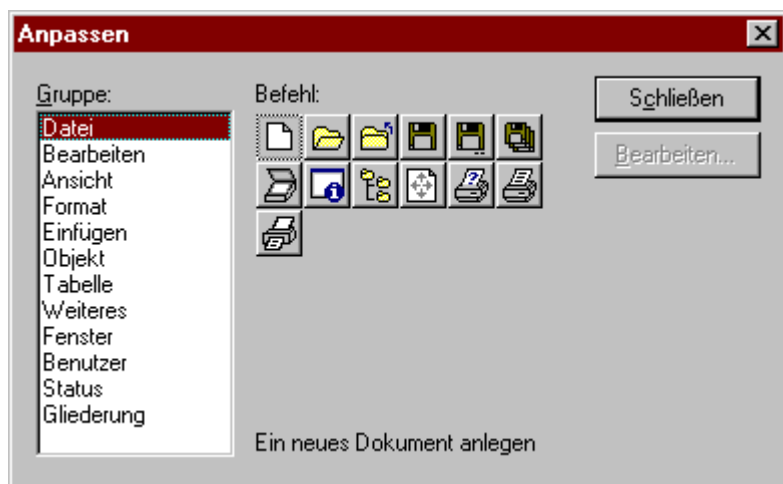 Anpassen
Gruppe:
Datei
Bearbeiten
Ansicht
Format
Einfügen
Objekt
Tabelle
Weiteres
Fenster
Benutzer
Status
Gliederung
Befehl:
Ein neues Dokument anlegen
Schließen
Bearbeiten...